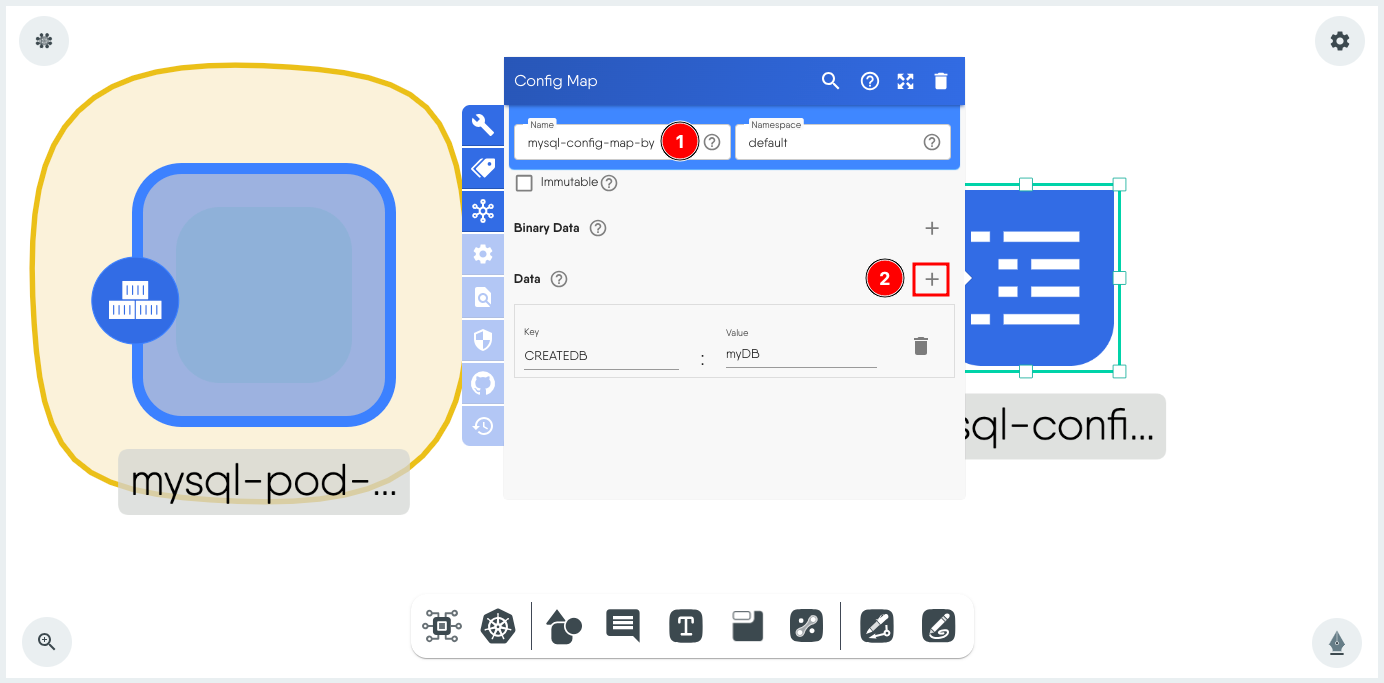 Config Map
Name
mysql-config-map-by
1
Namespace
default
Immutable
Binary Data
Data
2
Key
CREATEDB
:
Value
myDB
mysql-pod-...
sql-confi...
T